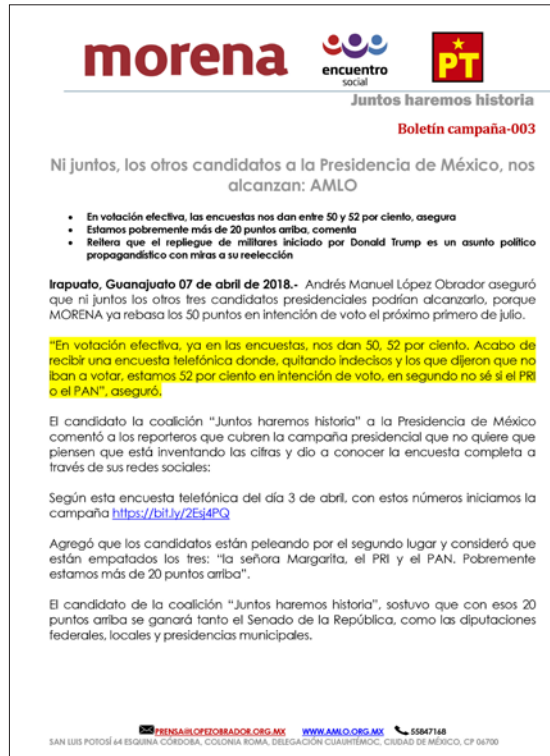 morena
encuentro
social
PT
Juntos haremos historia
Boletín campaña-003
Ni juntos, los otros candidatos a la Presidencia de México, nos
alcanzan: AMLO
• En votación efectiva, las encuestas nos dan entre 50 y 52 por ciento, asegura
• Estamos pobremente más de 20 puntos arriba, comenta
• Reitera que el repliegue de militares iniciado por Donald Trump es un asunto político
propagandístico con miras a su reelección
Irapuato, Guanajuato 07 de abril de 2018.- Andrés Manuel López Obrador aseguró
que ni juntos los otros tres candidatos presidenciales podrían alcanzarlo, porque
MORENA ya rebasa los 50 puntos en intención de voto el próximo primero de julio.
"En votación efectiva, ya en las encuestas, nos dan 50, 52 por ciento. Acabo de
recibir una encuesta telefónica donde, quitando indecisos y los que dijeron que no
iban a votar, estamos 52 por ciento en intención de voto, en segundo no sé si el PRI
o el PAN", aseguró.
El candidato la coalición "Juntos haremos historia" a la Presidencia de México
comentó a los reporteros que cubren la campaña presidencial que no quiere que
piensen que está inventando las cifras y dio a conocer la encuesta completa a
través de sus redes sociales:
Según esta encuesta telefónica del día 3 de abril, con estos números iniciamos la
campaña https://bit.ly/2Esj4PQ
Agregó que los candidatos están peleando por el segundo lugar y consideró que
están empatados los tres: "la señora Margarita, el PRI y el PAN. Pobremente
estamos más de 20 puntos arriba".
El candidato de la coalición "Juntos haremos historia", sostuvo que con esos 20
puntos arriba se ganará tanto el Senado de la República, como las diputaciones
federales, locales y presidencias municipales.
PRENSA@LOPEZOBRADOR.ORG.MX WWW.AMLO.ORG.MX 55847168
SAN LUIS POTOSÍ 64 ESQUINA CÓRDOBA, COLONIA ROMA, DELEGACIÓN CUAUHTÉMOC, CIUDAD DE MÉXICO, CP 06700